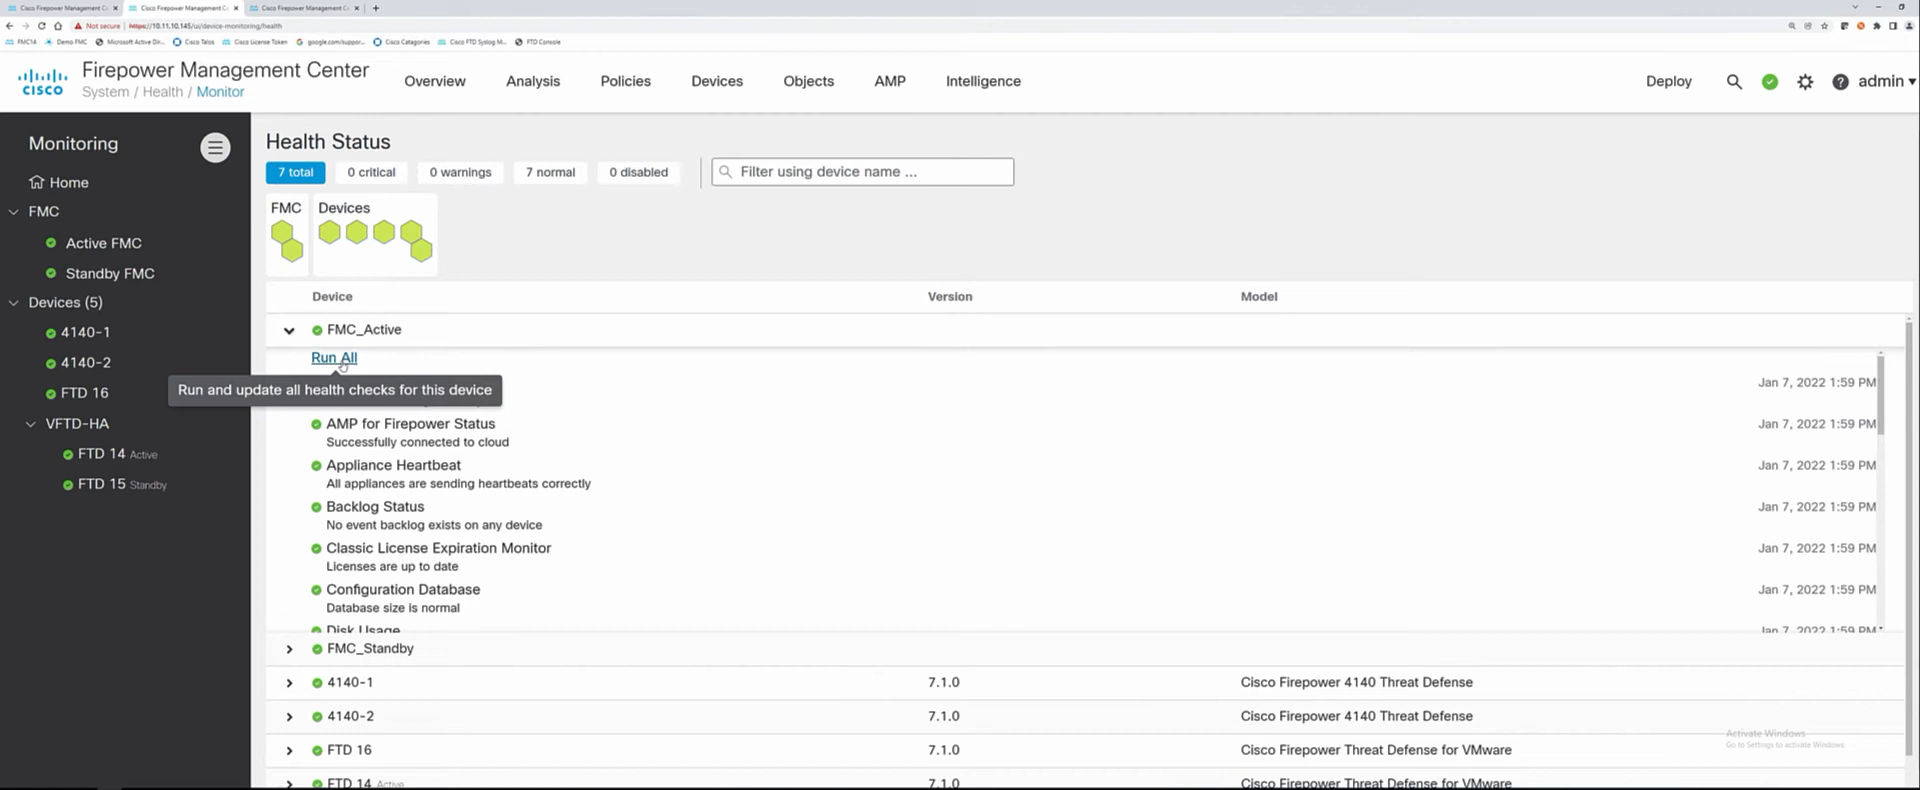 Cisco Firepower Management C
Cisco Firepower Management Ce
Cisco Firepower Management Ce
Not secure https://10.11.10.145/ui/device-monitoring/health
FMC14 Demo FMC Microsoft Active Dir... Cisco Talos Cisco License Token google.com/suppor... Cisco Catagories Cisco FTD Syslog M... FTD Console
cisco
Firepower Management Center
System / Health / Monitor
Overview Analysis Policies Devices Objects AMP Intelligence Deploy admin
Monitoring
Home
FMC
Active FMC
Standby FMC
Devices (5)
4140-1
4140-2
FTD 16
VFTD-HA
FTD 14 Active
FTD 15 Standby
Health Status
7 total 0 critical 0 warnings 7 normal 0 disabled Filter using device name ...
FMC Devices
Device Version Model
FMC_Active
Run All
Run and update all health checks for this device
Jan 7, 2022 1:59 PM
AMP for Firepower Status Jan 7, 2022 1:59 PM
Successfully connected to cloud
Appliance Heartbeat Jan 7, 2022 1:59 PM
All appliances are sending heartbeats correctly
Backlog Status Jan 7, 2022 1:59 PM
No event backlog exists on any device
Classic License Expiration Monitor Jan 7, 2022 1:59 PM
Licenses are up to date
Configuration Database Jan 7, 2022 1:59 PM
Database size is normal
Disk Usage Jan 7, 2022 1:59 PM
FMC_Standby
4140-1 7.1.0 Cisco Firepower 4140 Threat Defense
4140-2 7.1.0 Cisco Firepower 4140 Threat Defense
FTD 16 7.1.0 Cisco Firepower Threat Defense for VMware
FTD 14 Active 7.1.0 Cisco Firepower Threat Defense for VMware
Activate Windows
Go to Settings to activate Windows.